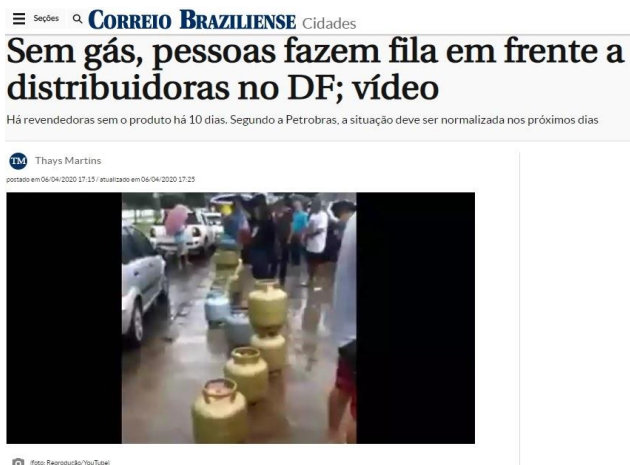 Seções CORREIO BRAZILIENSE Cidades
Sem gás, pessoas fazem fila em frente a
distribuidoras no DF; vídeo
Há revendedoras sem o produto há 10 dias. Segundo a Petrobras, a situação deve ser normalizada nos próximos dias
TM Thays Martins
postado em 06/04/2020 17:15 / atualizado em 06/04/2020 17:25
(foto: Reprodução/YouTube)